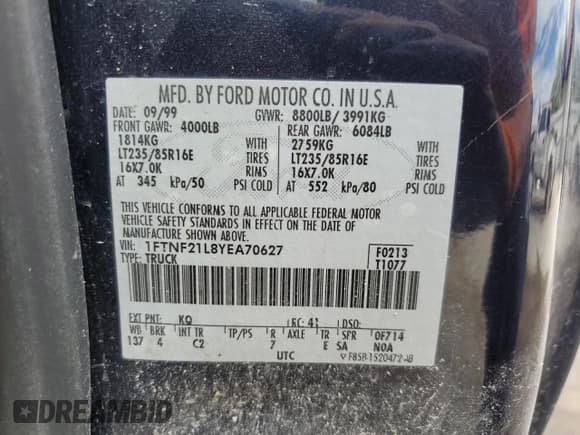 MFD. BY FORD MOTOR CO. IN U.S.A.
DATE: 09/99 GVWR: 8800LB/ 3991KG
FRONT GAWR: 4000LB REAR GAWR: 6084LB
1814KG WITH 2759KG WITH
LT235/85R16E TIRES LT235/85R16E TIRES
16X7.0K RIMS 16X7.0K RIMS
AT 345 kPa/50 PSI COLD AT 552 kPa/80 PSI COLD
THIS VEHICLE CONFORMS TO ALL APPLICABLE FEDERAL MOTOR
VEHICLE SAFETY STANDARDS IN EFFECT ON THE DATE OF
MANUFACTURE SHOWN ABOVE.
VIN: 1FTNF21L8YEA70627 F0213
TYPE: TRUCK T1077
EXT PNT: KQ RC: 41 DSO:
WB BRK INT TR TP/PS R AXLE TR SPR 0F714
137 4 C2 7 E SA NOA
UTC
DREAMBID